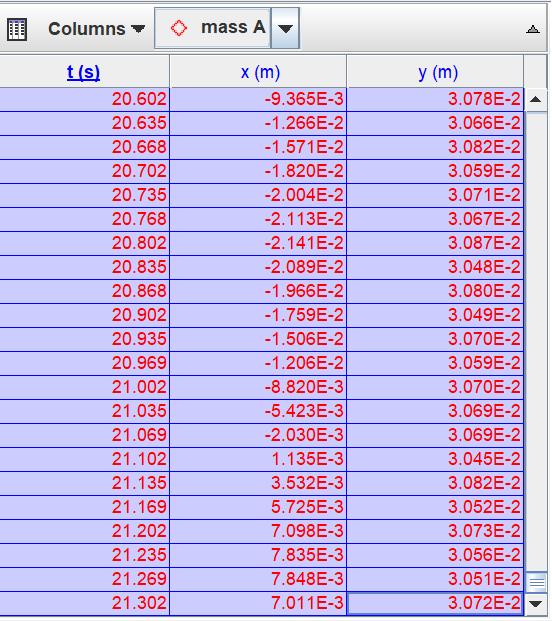 Columns mass A
t (s) x (m) y (m)
20.602 -9.365E-3 3.078E-2
20.635 -1.266E-2 3.066E-2
20.668 -1.571E-2 3.082E-2
20.702 -1.820E-2 3.059E-2
20.735 -2.004E-2 3.071E-2
20.768 -2.113E-2 3.067E-2
20.802 -2.141E-2 3.087E-2
20.835 -2.089E-2 3.048E-2
20.868 -1.966E-2 3.080E-2
20.902 -1.759E-2 3.049E-2
20.935 -1.506E-2 3.070E-2
20.969 -1.206E-2 3.059E-2
21.002 -8.820E-3 3.070E-2
21.035 -5.423E-3 3.069E-2
21.069 -2.030E-3 3.069E-2
21.102 1.135E-3 3.045E-2
21.135 3.532E-3 3.082E-2
21.169 5.725E-3 3.052E-2
21.202 7.098E-3 3.073E-2
21.235 7.835E-3 3.056E-2
21.269 7.848E-3 3.051E-2
21.302 7.011E-3 3.072E-2